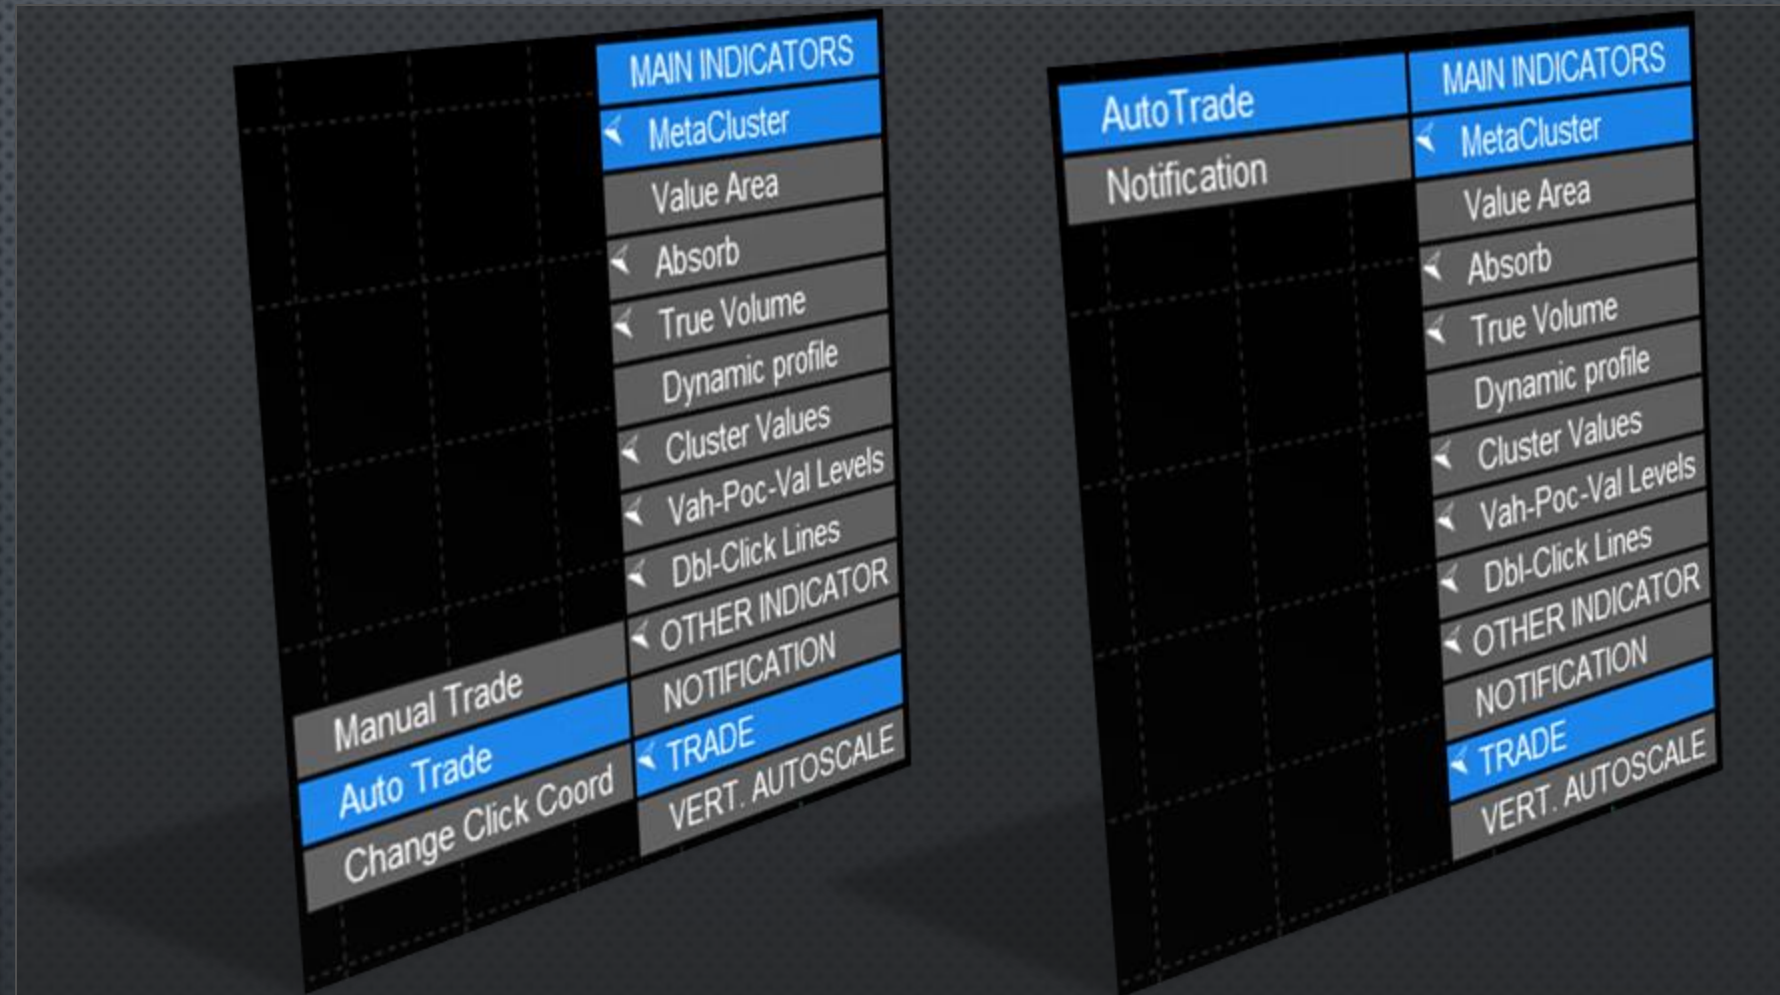 MAIN INDICATORS
MetaCluster
Value Area
Absorb
True Volume
Dynamic profile
Cluster Values
Vah-Poc-Val Levels
Dbl-Click Lines
OTHER INDICATOR
NOTIFICATION
TRADE
VERT. AUTOSCALE
Manual Trade
Auto Trade
Change Click Coord
AutoTrade
Notification
MAIN INDICATORS
MetaCluster
Value Area
Absorb
True Volume
Dynamic profile
Cluster Values
Vah-Poc-Val Levels
Dbl-Click Lines
OTHER INDICATOR
NOTIFICATION
TRADE
VERT. AUTOSCALE